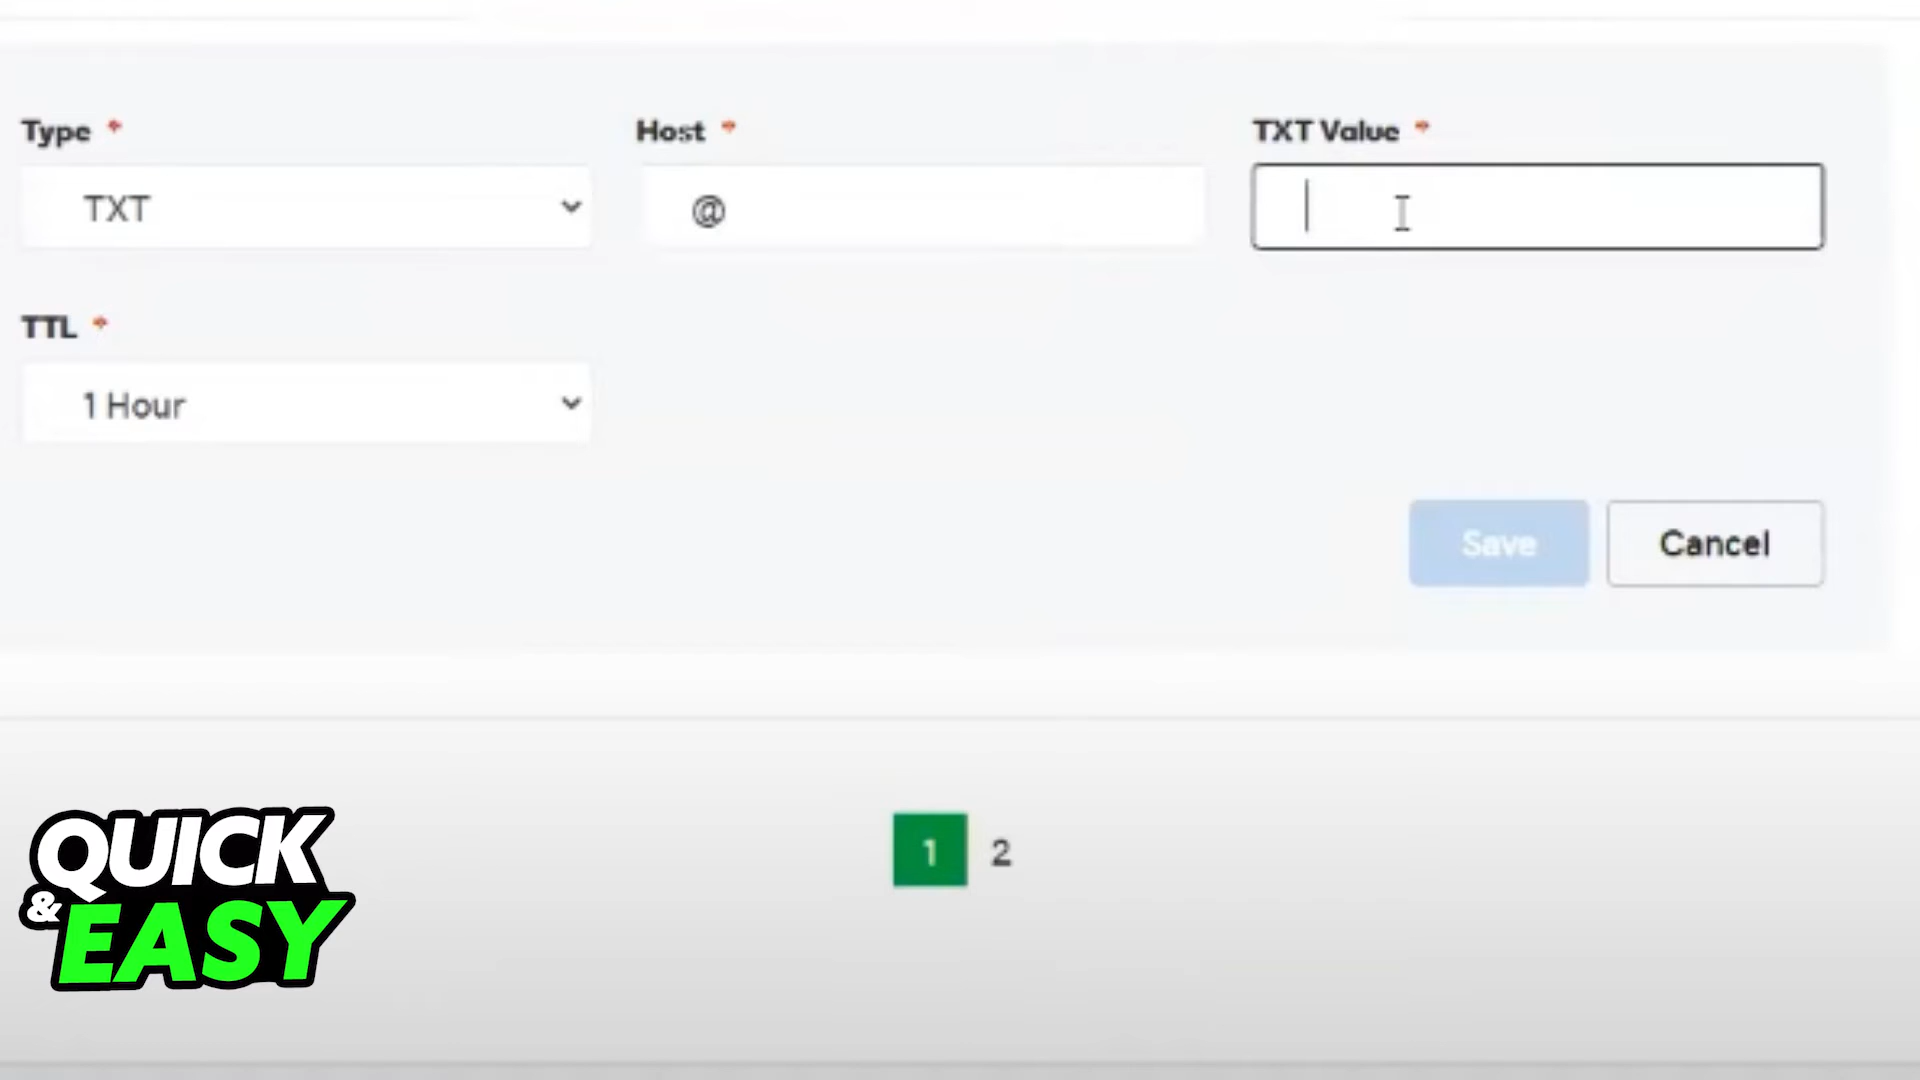 Type * Host * TXT Value *
TXT @
TTL *
1 Hour
Save Cancel
1 2
QUICK
& EASY